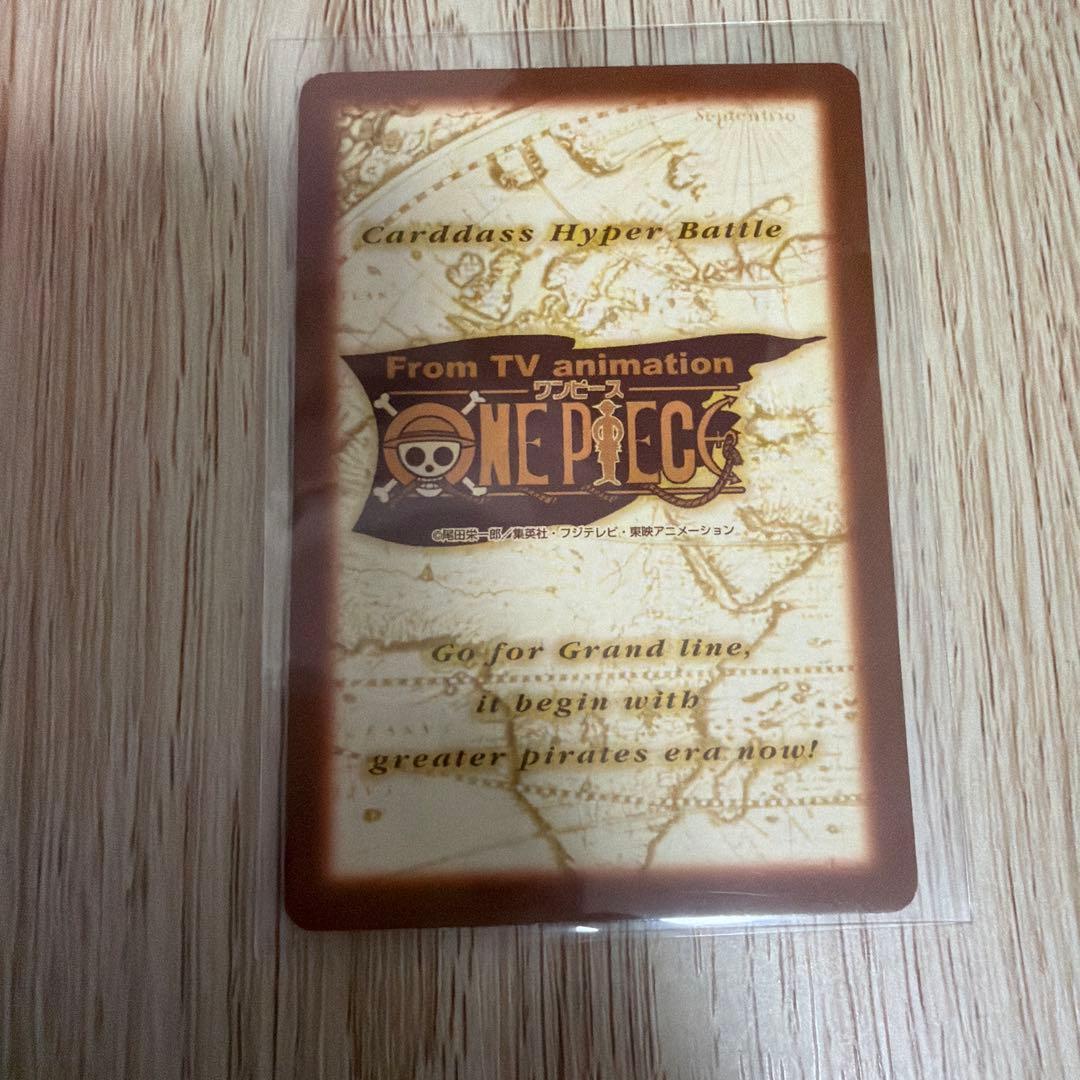 Septentrio
Carddass Hyper Battle
From TV animation
ワンピース
ONE PIECE
©尾田栄一郎/集英社・フジテレビ・東映アニメーション
Go for Grand line,
it begin with
greater pirates era now!